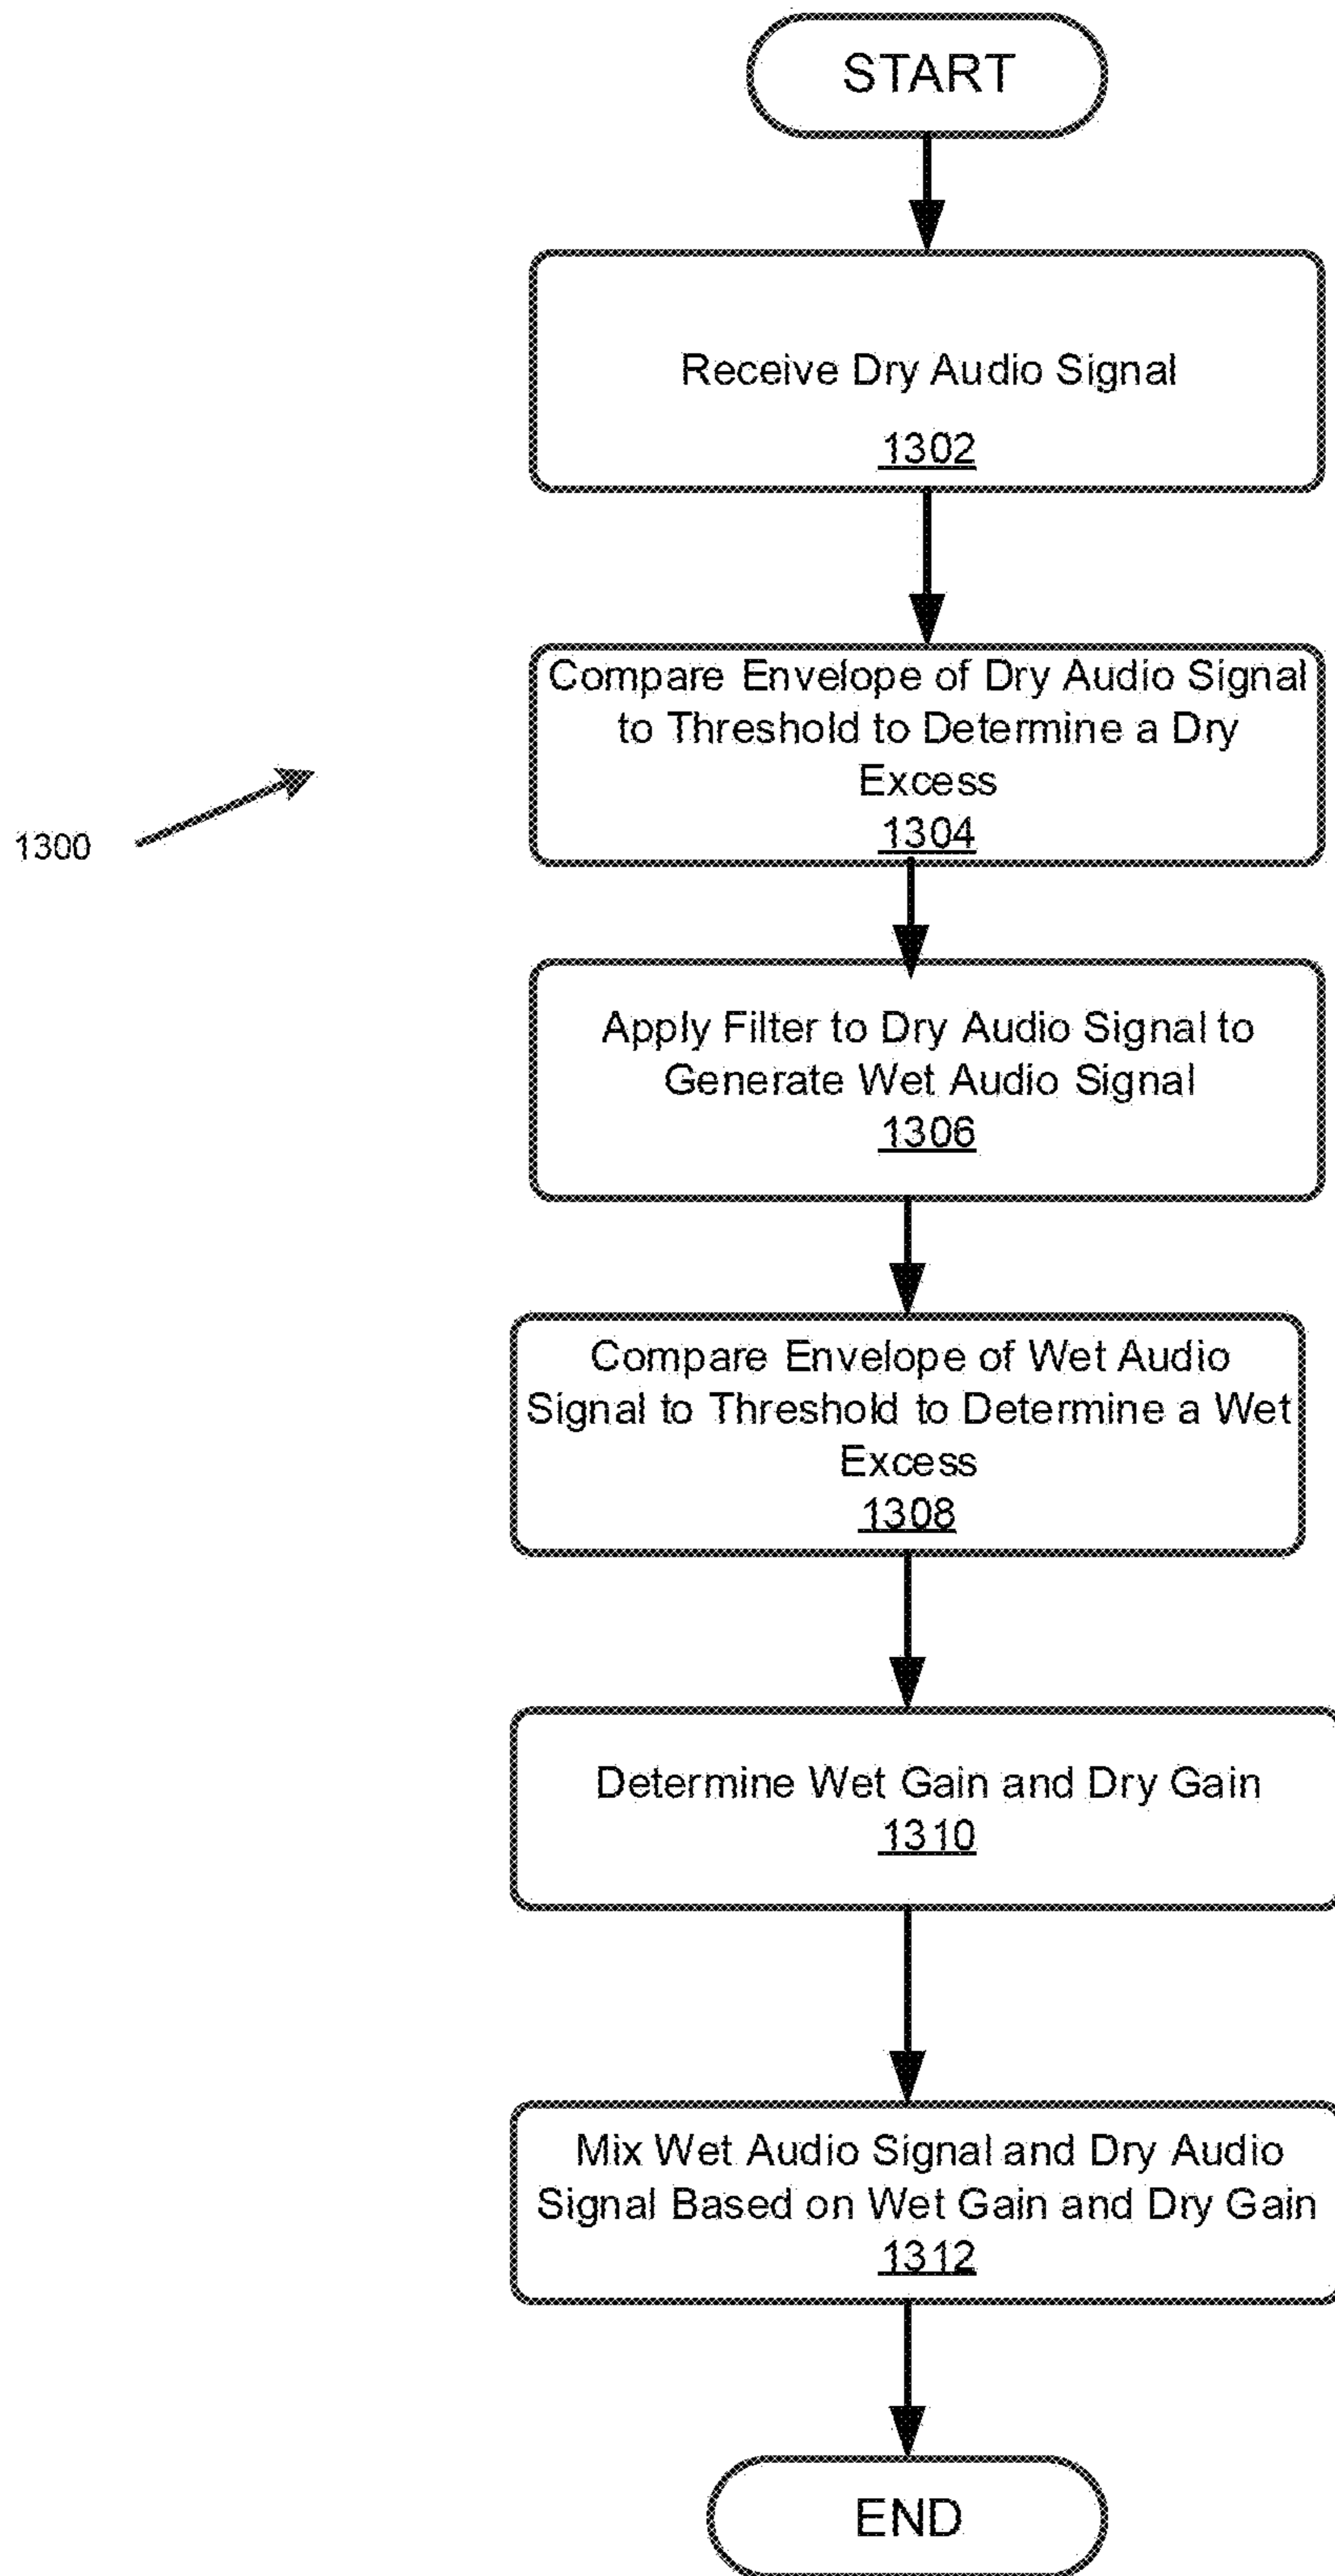 START
Receive Dry Audio Signal
1302
Compare Envelope of Dry Audio Signal
to Threshold to Determine a Dry
Excess
1304
1300
Apply Filter to Dry Audio Signal to
Generate Wet Audio Signal
1306
Compare Envelope of Wet Audio
Signal to Threshold to Determine a Wet
Excess
1308
Determine Wet Gain and Dry Gain
1310
Mix Wet Audio Signal and Dry Audio
Signal Based on Wet Gain and Dry Gain
1312
END